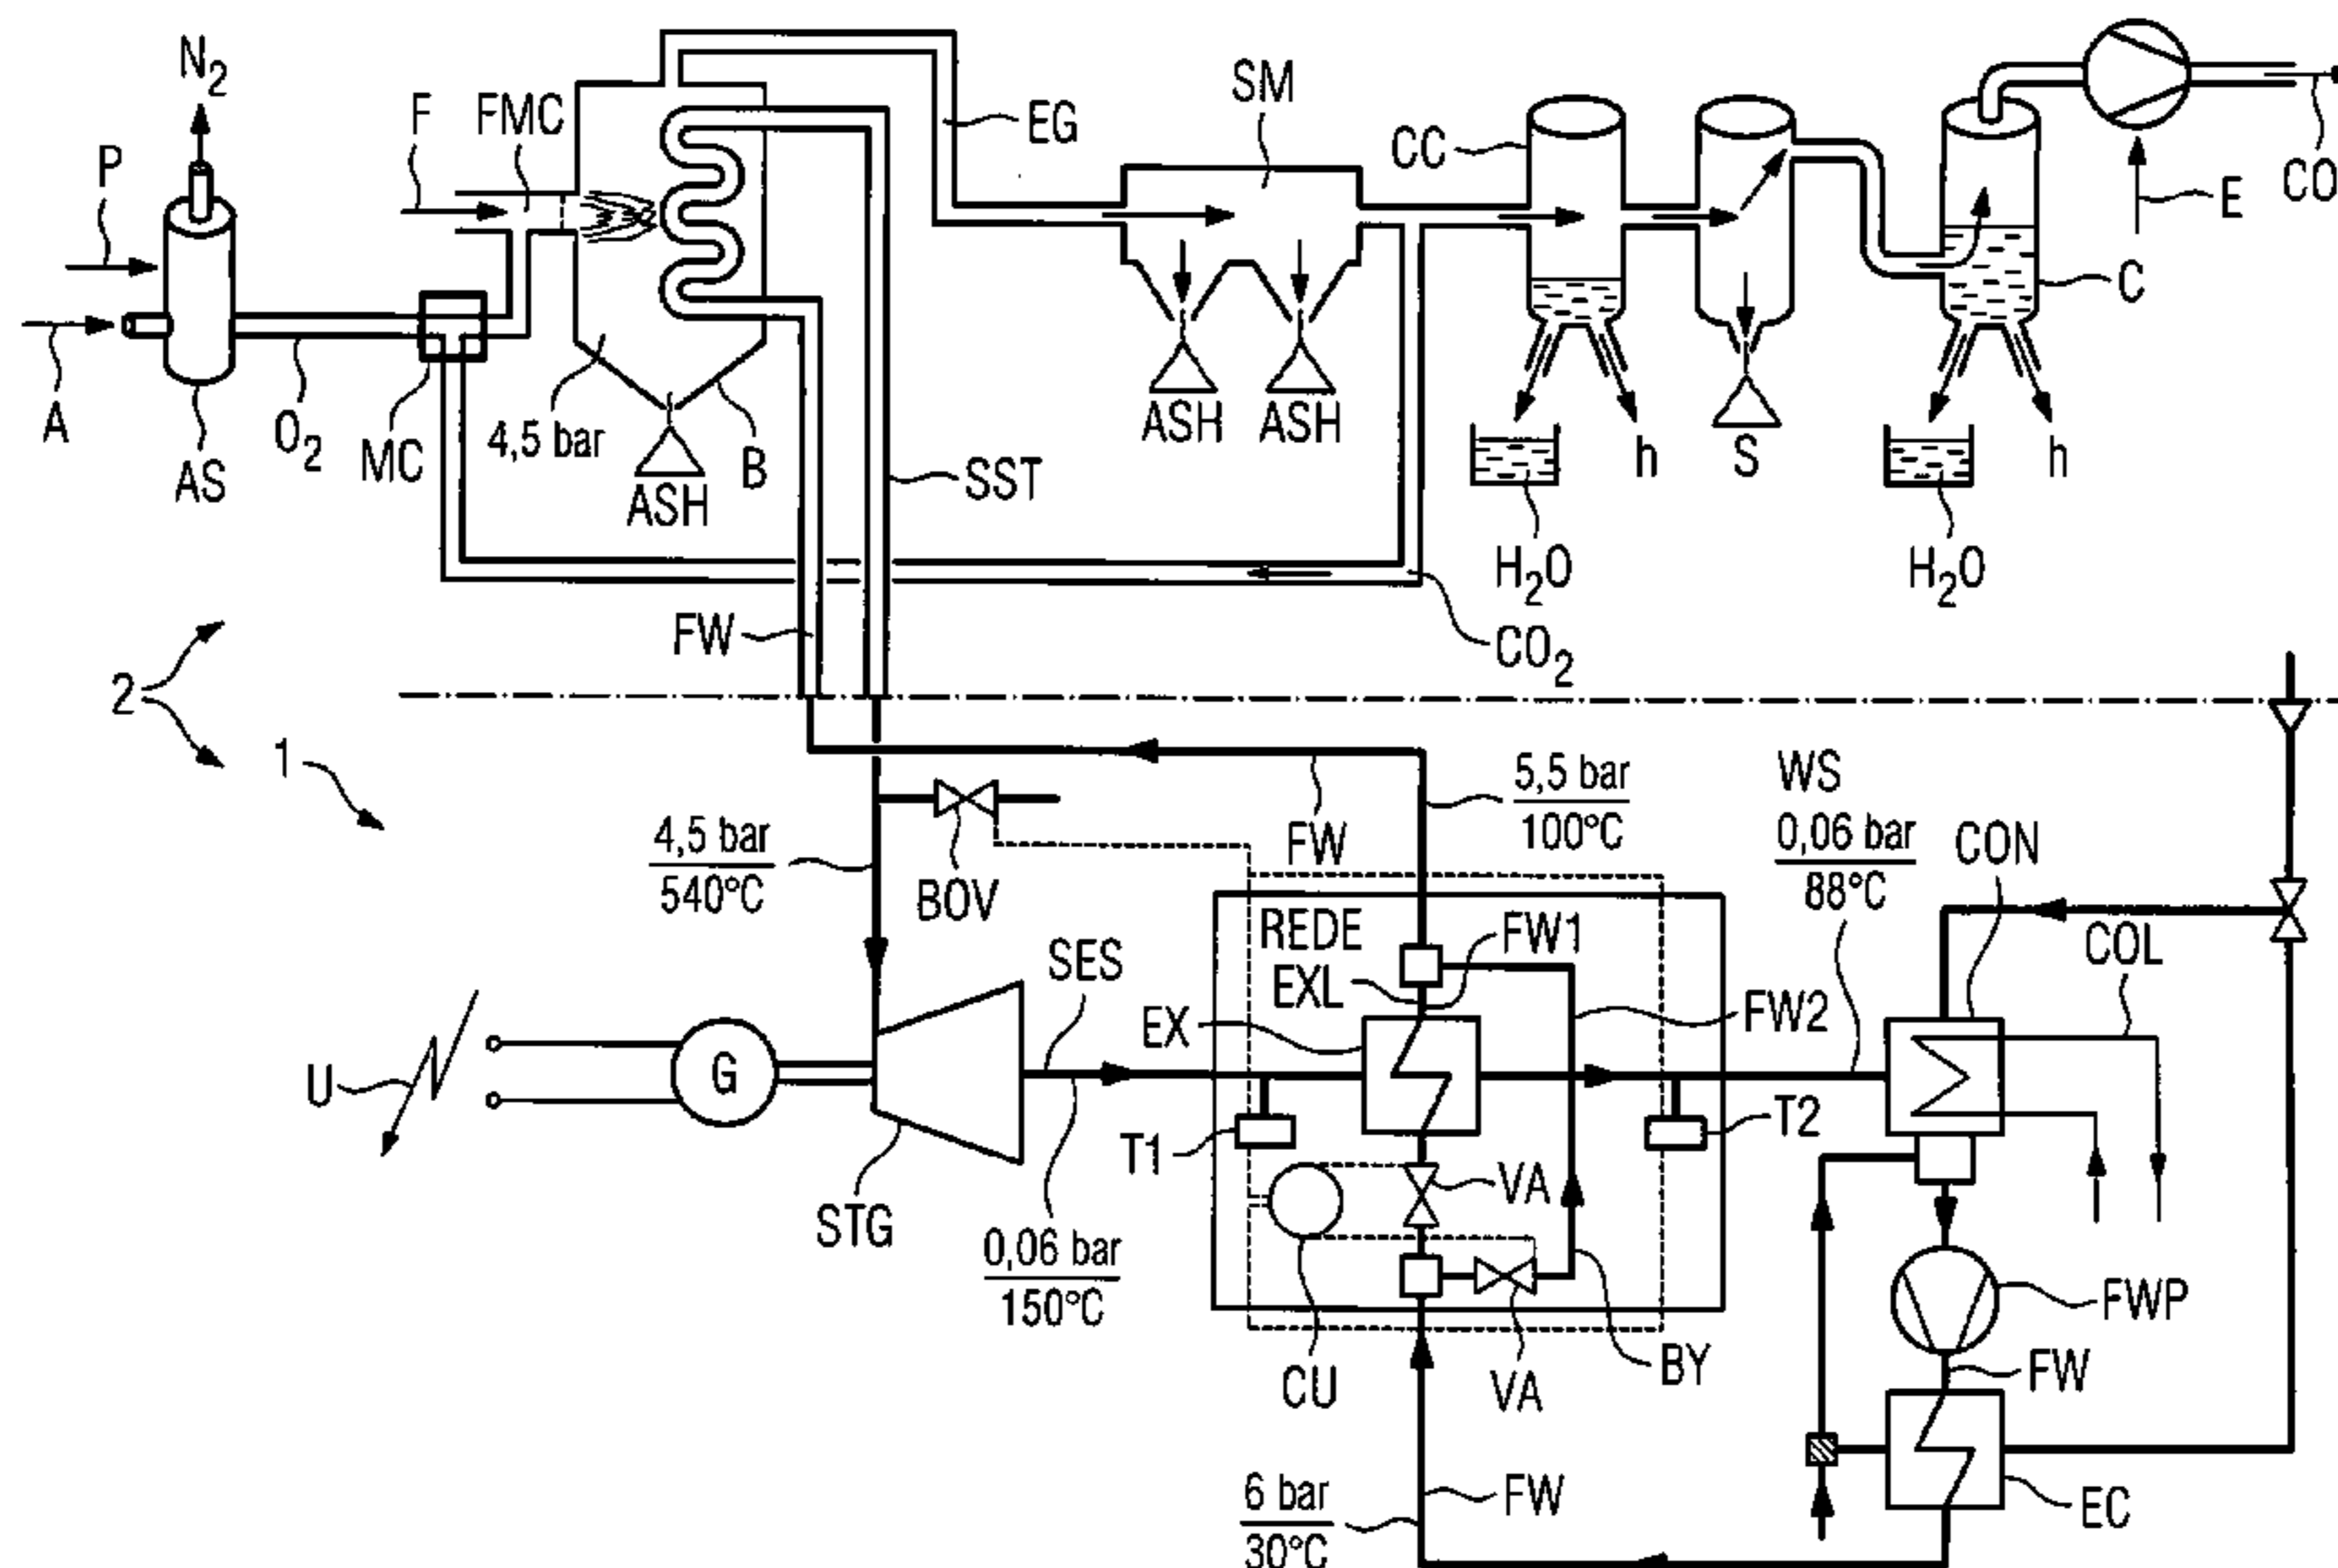 N2
P
F
FMC
EG
SM
CC
CO
E
C
A
AS
O2
MC
4,5 bar
B
ASH
SST
ASH
ASH
S
h
h
H2O
H2O
FW
CO2
2
1
4,5 bar
540°C
BOV
FW
5,5 bar
100°C
WS
0,06 bar
88°C
CON
COL
REDE
EXL
FW1
FW2
SES
EX
U
G
STG
T1
T2
VA
0,06 bar
150°C
CU
VA
BY
FWP
FW
EC
6 bar
30°C
FW